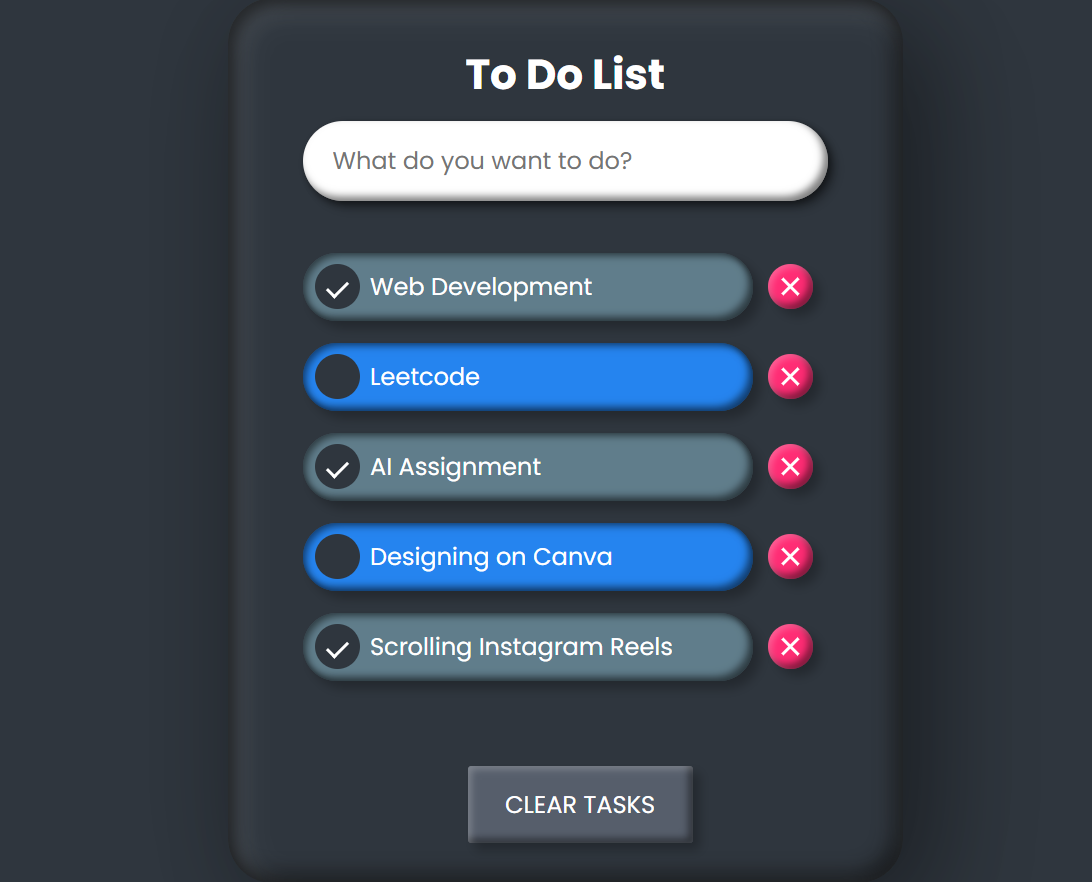 To Do List
What do you want to do?
Web Development
Leetcode
AI Assignment
Designing on Canva
Scrolling Instagram Reels
CLEAR TASKS